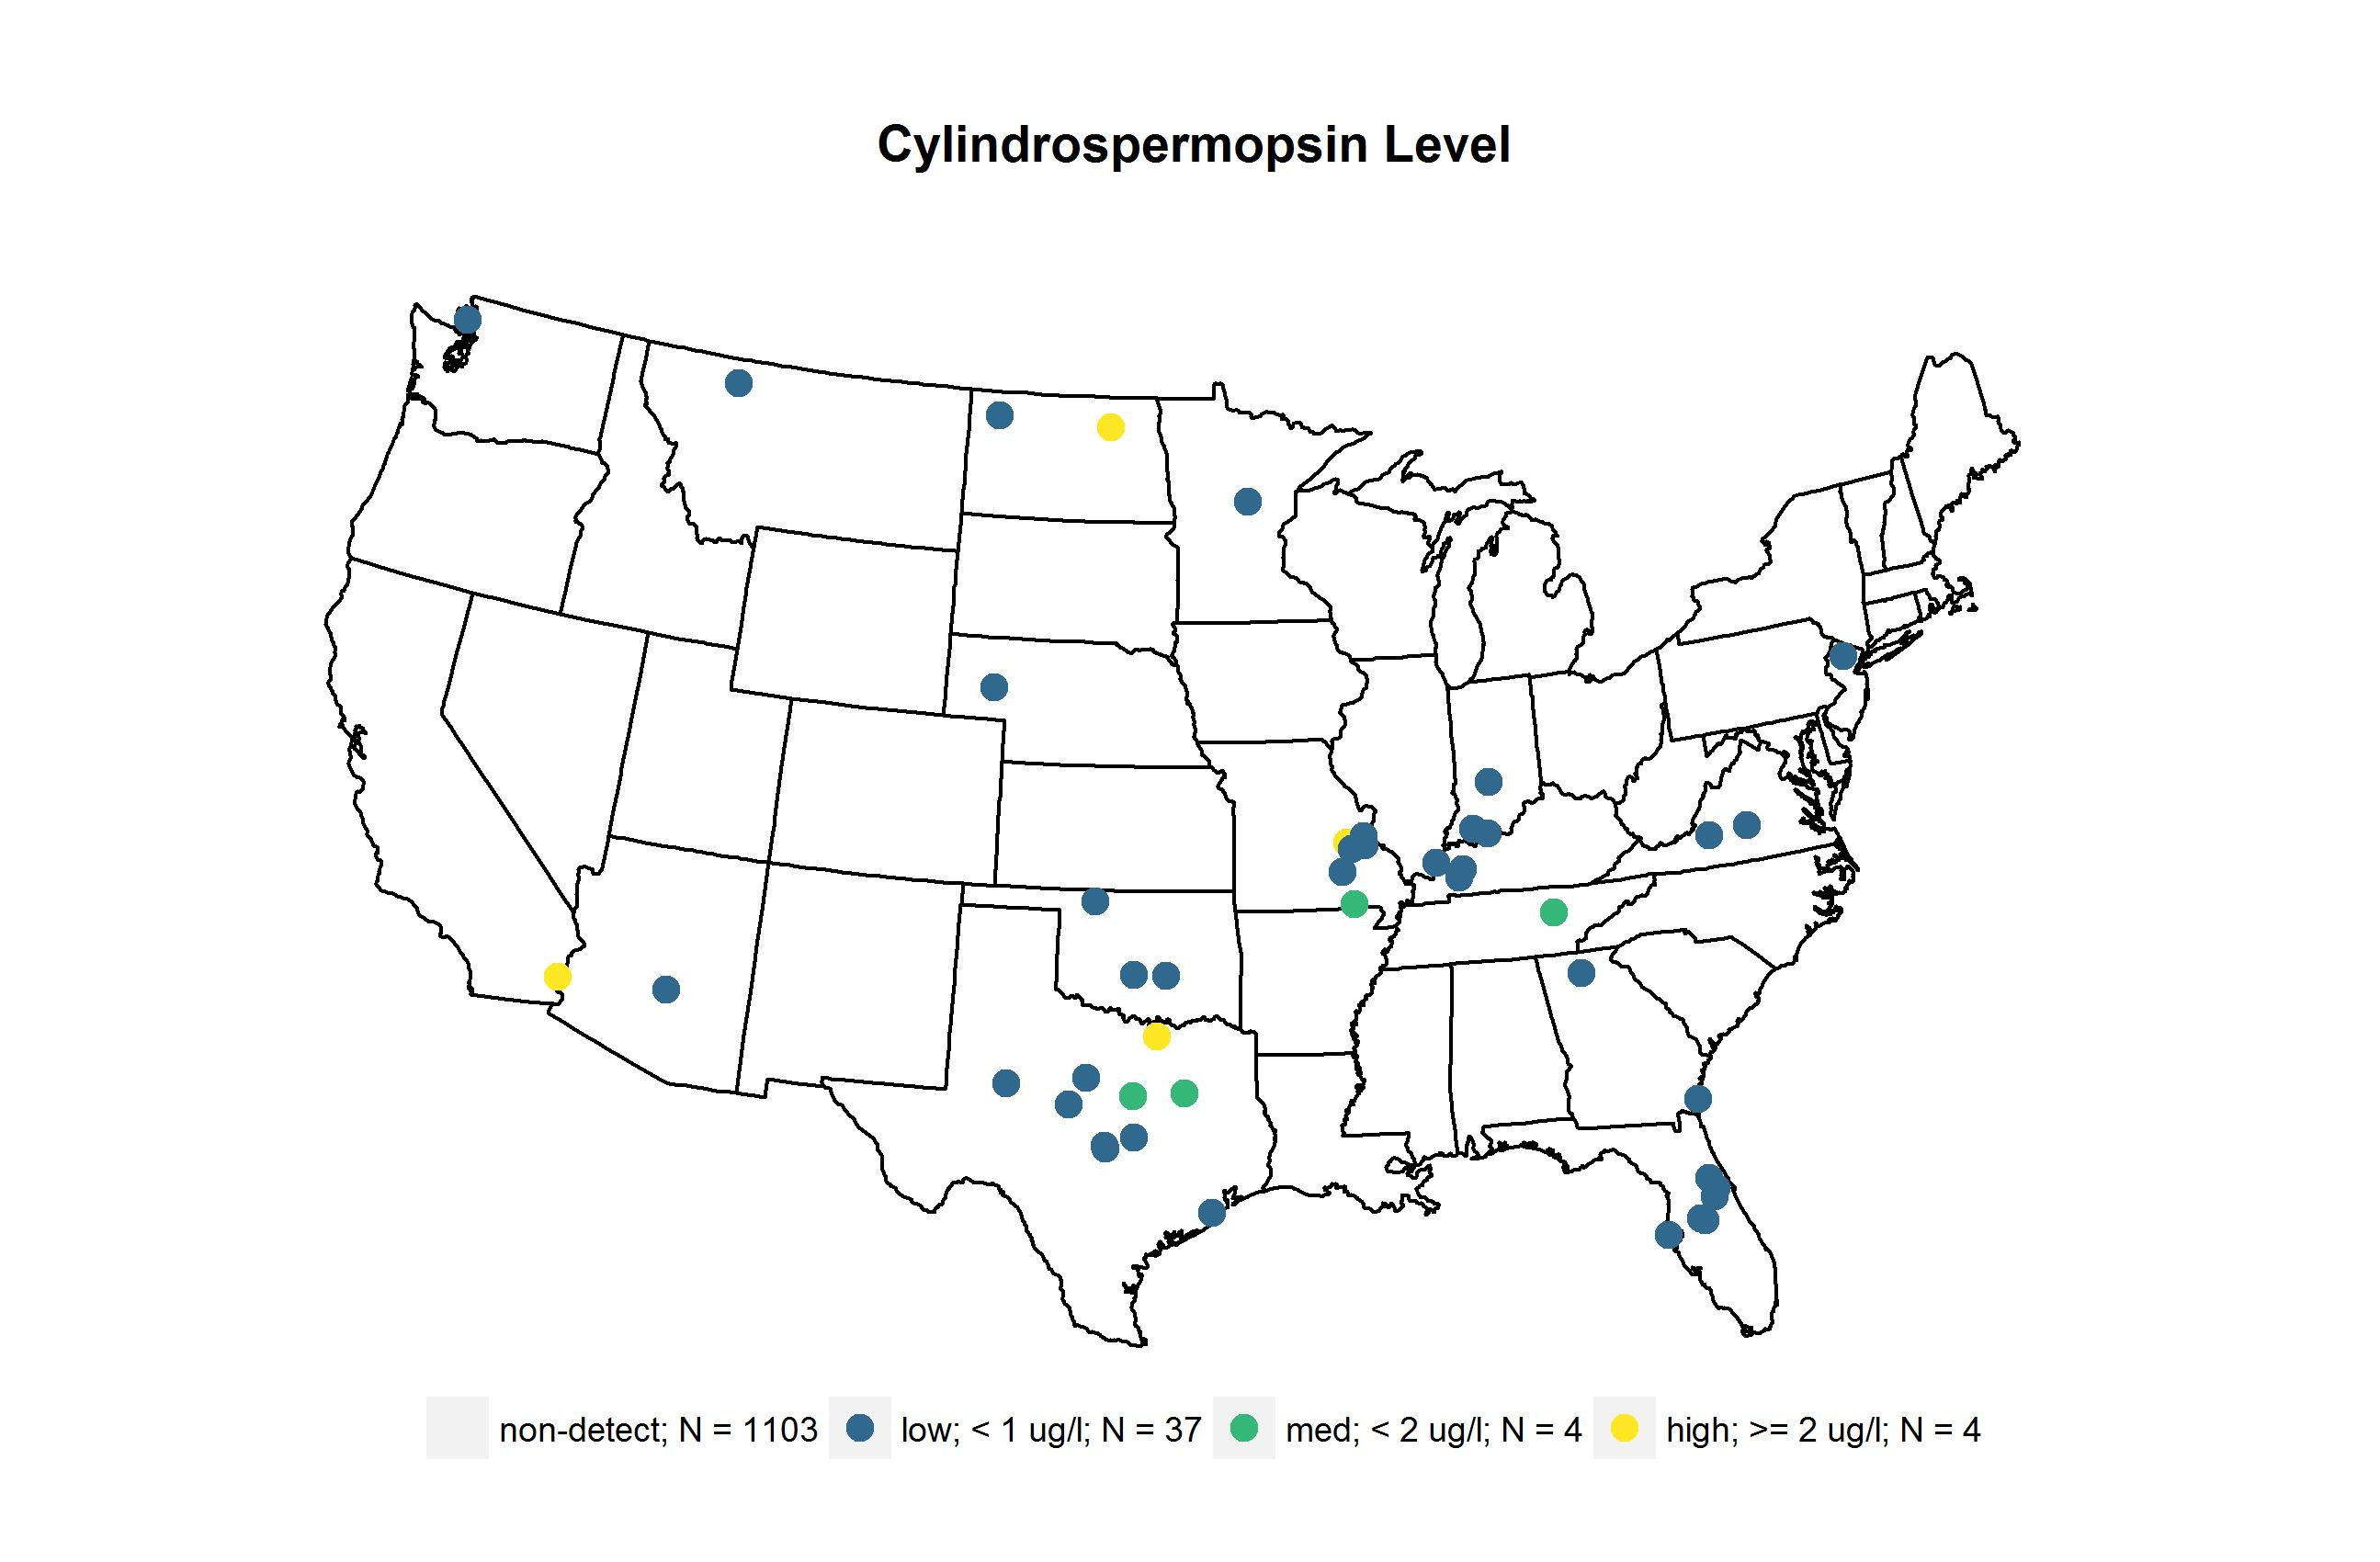 Cylindrospermopsin Level
non-detect; N = 1103 low; < 1 ug/l; N = 37 med; < 2 ug/l; N = 4 high; >= 2 ug/l; N = 4